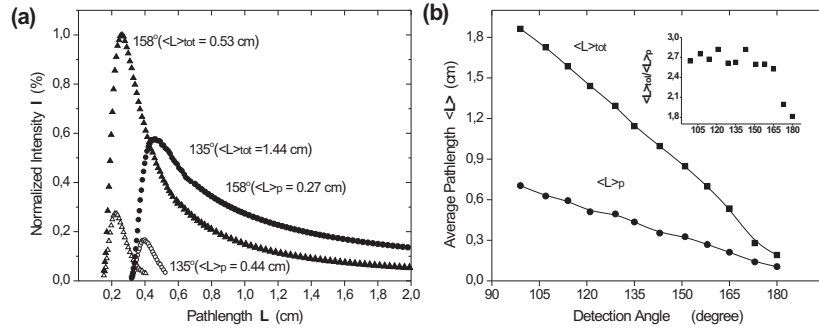 (a)
Normalized Intensity I (%)
1,0
0,8
0,6
0,4
0,2
0,0
158°(<L>tot = 0.53 cm)
135°(<L>tot =1.44 cm)
158°(<L>p = 0.27 cm)
135°(<L>p = 0.44 cm)
0,2 0,4 0,6 0,8 1,0 1,2 1,4 1,6 1,8 2,0
Pathlength L (cm)
(b)
Average Pathlength <L> (cm)
1,8
1,5
1,2
0,9
0,6
0,3
0,0
<L>tot
<L>p
<L>tot/<L>p
3,0
2,7
2,4
2,1
1,8
105 120 135 150 165 180
90 105 120 135 150 165 180
Detection Angle (degree)